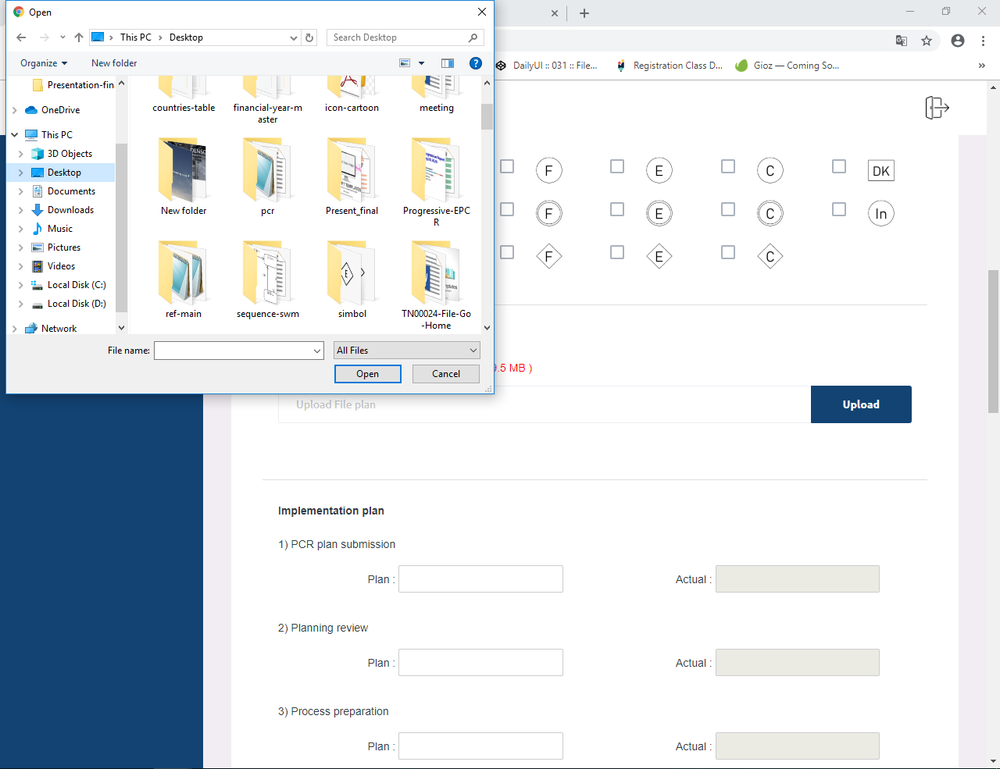 Open
This PC
Desktop
Search Desktop
Organize
New folder
DailyUI :: 031 :: File...
Registration Class D...
Gioz — Coming So...
»
Presentation-fin
OneDrive
This PC
3D Objects
Desktop
Documents
Downloads
Music
Pictures
Videos
Local Disk (C:)
Local Disk (D:)
Network
countries-table
financial-year-m
aster
icon-cartoon
meeting
New folder
pcr
Present_final
Progressive-EPC
R
ref-main
sequence-swm
simbol
TN00024-File-Go
-Home
File name:
All Files
Open
Cancel
F
E
C
DK
F
E
C
In
F
E
C
9.5 MB )
Upload File plan
Upload
Implementation plan
1) PCR plan submission
Plan :
Actual :
2) Planning review
Plan :
Actual :
3) Process preparation
Plan :
Actual :